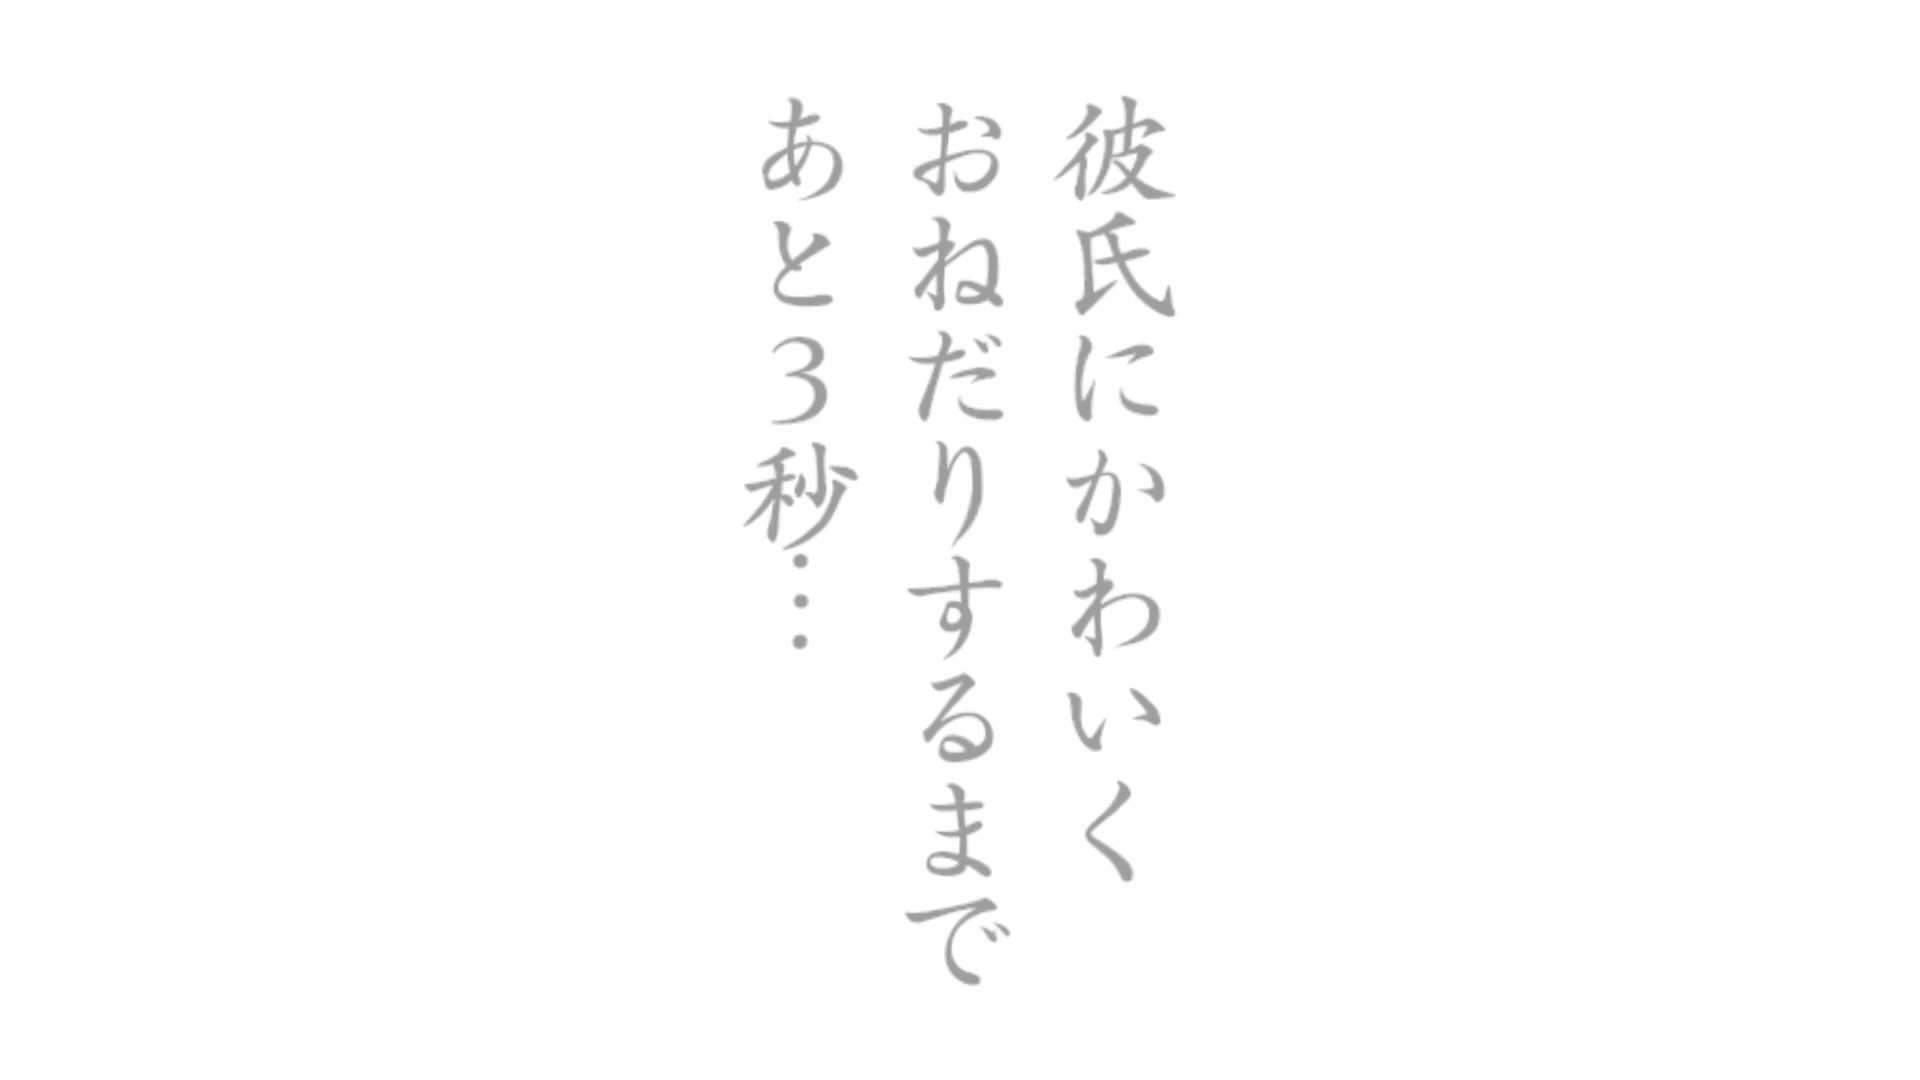 彼氏にかわいく
おねだりするまで
あと３秒…